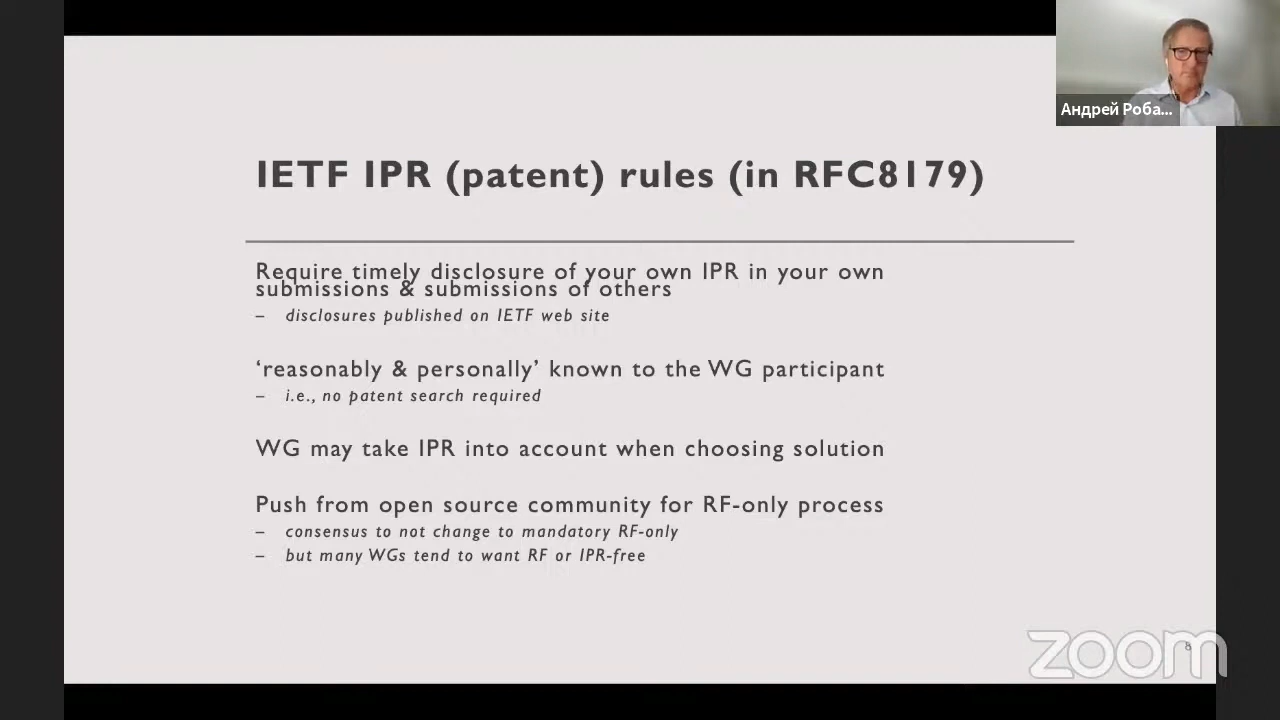 Андрей Роба...
IETF IPR (patent) rules (in RFC8179)
Require timely disclosure of your own IPR in your own
submissions & submissions of others
– disclosures published on IETF web site
‘reasonably & personally’ known to the WG participant
– i.e., no patent search required
WG may take IPR into account when choosing solution
Push from open source community for RF-only process
– consensus to not change to mandatory RF-only
– but many WGs tend to want RF or IPR-free
zoom
8